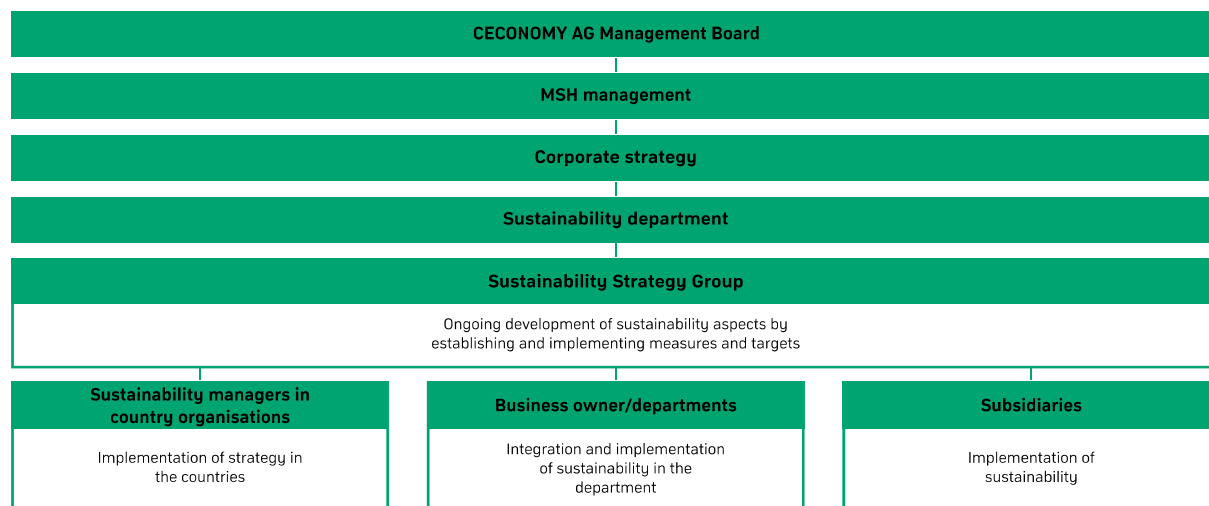 CECONOMY AG Management Board
MSH management
Corporate strategy
Sustainability department
Sustainability Strategy Group
Ongoing development of sustainability aspects by
establishing and implementing measures and targets
Sustainability managers in
country organisations
Implementation of strategy in
the countries
Business owner/departments
Integration and implementation
of sustainability in the
department
Subsidiaries
Implementation of
sustainability